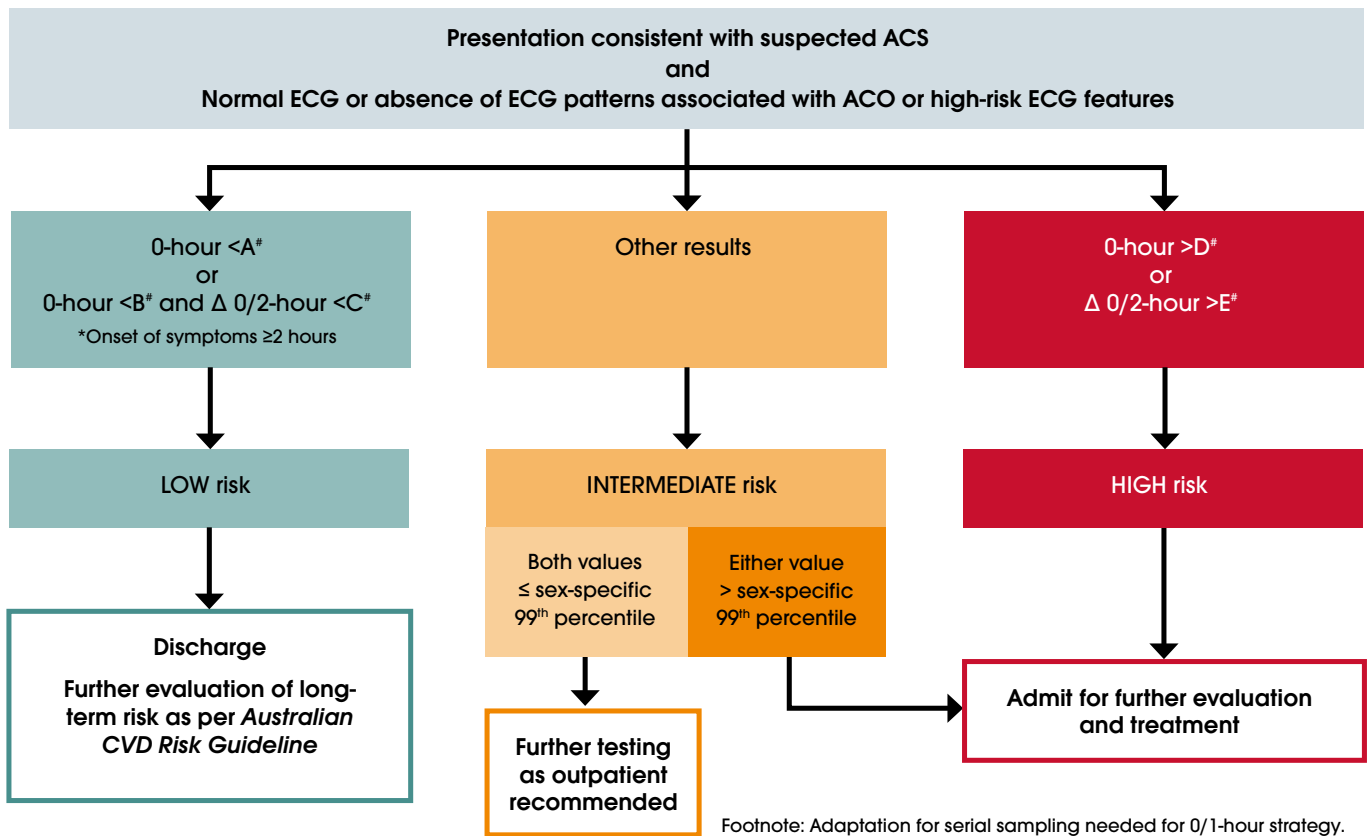 Presentation consistent with suspected ACS
and
Normal ECG or absence of ECG patterns associated with ACO or high-risk ECG features
0-hour <A#
or
0-hour <B# and Δ 0/2-hour <C#
*Onset of symptoms ≥2 hours
Other results
0-hour >D#
or
Δ 0/2-hour >E#
LOW risk
INTERMEDIATE risk
HIGH risk
Both values
≤ sex-specific
99th percentile
Either value
> sex-specific
99th percentile
Discharge
Further evaluation of long-
term risk as per Australian
CVD Risk Guideline
Further testing
as outpatient
recommended
Admit for further evaluation
and treatment
Footnote: Adaptation for serial sampling needed for 0/1-hour strategy.